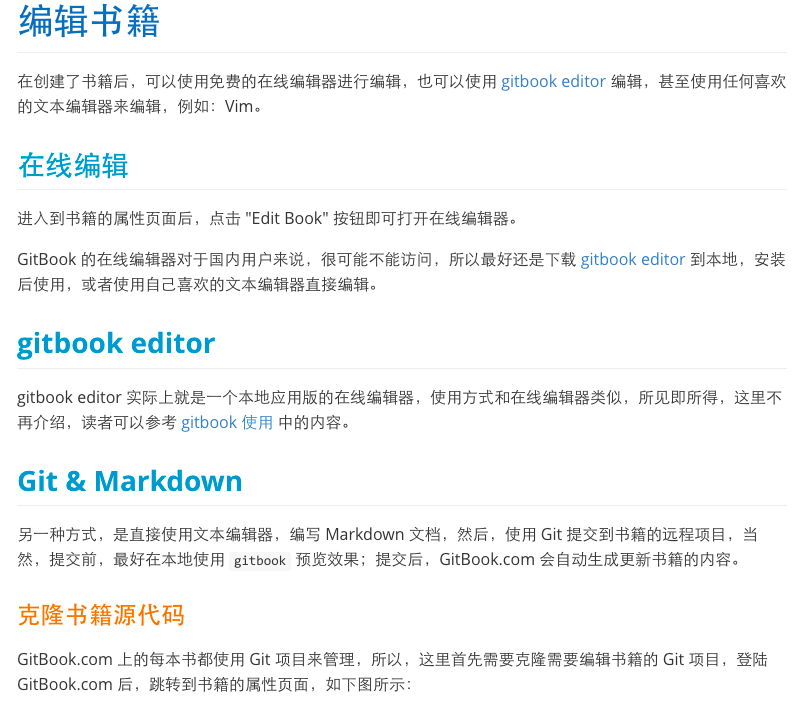 编辑书籍
在创建了书籍后，可以使用免费的在线编辑器进行编辑，也可以使用 gitbook editor 编辑，甚至使用任何喜欢
的文本编辑器来编辑，例如：Vim。
在线编辑
进入到书籍的属性页面后，点击 "Edit Book" 按钮即可打开在线编辑器。
GitBook 的在线编辑器对于国内用户来说，很可能不能访问，所以最好还是下载 gitbook editor 到本地，安装
后使用，或者使用自己喜欢的文本编辑器直接编辑。
gitbook editor
gitbook editor 实际上就是一个本地应用版的在线编辑器，使用方式和在线编辑器类似，所见即所得，这里不
再介绍，读者可以参考 gitbook 使用 中的内容。
Git & Markdown
另一种方式，是直接使用文本编辑器，编写 Markdown 文档，然后，使用 Git 提交到书籍的远程项目，当
然，提交前，最好在本地使用 gitbook 预览效果；提交后，GitBook.com 会自动生成更新书籍的内容。
克隆书籍源代码
GitBook.com 上的每本书都使用 Git 项目来管理，所以，这里首先需要克隆需要编辑书籍的 Git 项目，登陆
GitBook.com 后，跳转到书籍的属性页面，如下图所示：